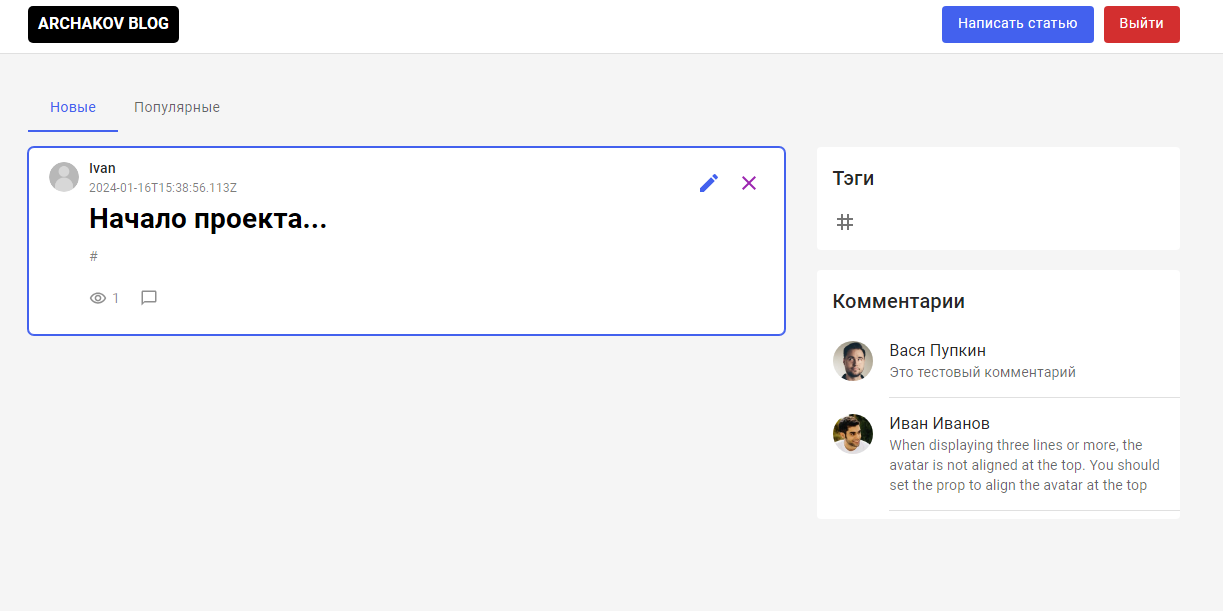 ARCHAKOV BLOG
Написать статью
Выйти
Новые
Популярные
Ivan
2024-01-16T15:38:56.113Z
Начало проекта...
#
1
Тэги
#
Комментарии
Вася Пупкин
Это тестовый комментарий
Иван Иванов
When displaying three lines or more, the
avatar is not aligned at the top. You should
set the prop to align the avatar at the top